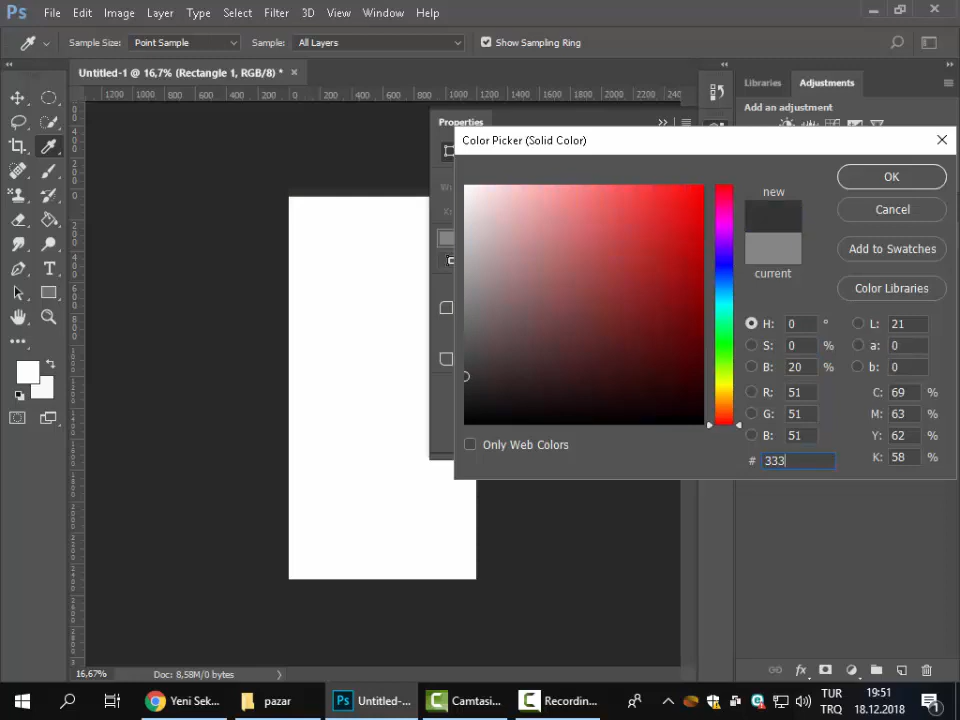 Ps File Edit Image Layer Type Select Filter 3D View Window Help
Sample Size: Point Sample Sample: All Layers Show Sampling Ring
Untitled-1 @ 16,7% (Rectangle 1, RGB/8) * ×
Libraries Adjustments
1200 1000 800 600 400 200 0 200 400 600 800 1000 1200 1400 1600 1800 2000 2200
Add an adjustment
Properties
Color Picker (Solid Color)
new
current
OK
Cancel
Add to Swatches
Color Libraries
H: 0 °
S: 0 %
B: 20 %
R: 51
G: 51
B: 51
# 333
L: 21
a: 0
b: 0
C: 69 %
M: 63 %
Y: 62 %
K: 58 %
Only Web Colors
16,67% Doc: 8,58M/0 bytes
fx
Yeni Sek...
pazar
Ps Untitled-...
Camtasi...
Recordin...
TUR
TRQ
19:51
18.12.2018
1